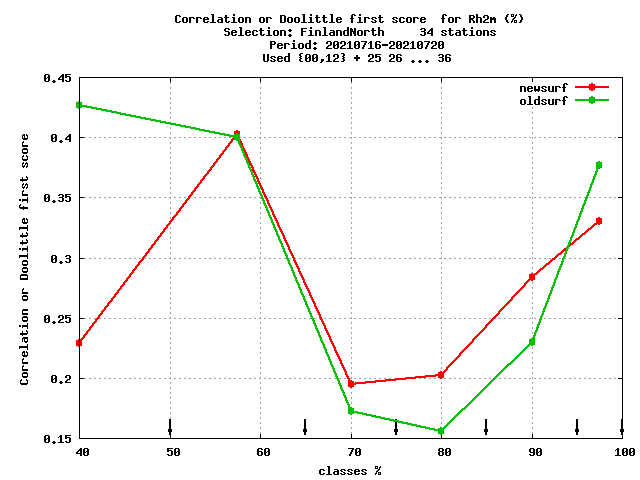 Correlation or Doolittle first score  for Rh2m (%)
Selection: FinlandNorth     34 stations
Period: 20210716-20210720
Used {00,12} + 25 26 ... 36
newsurf
oldsurf
Correlation or Doolittle first score
0.45
0.4
0.35
0.3
0.25
0.2
0.15
40 50 60 70 80 90 100
classes %